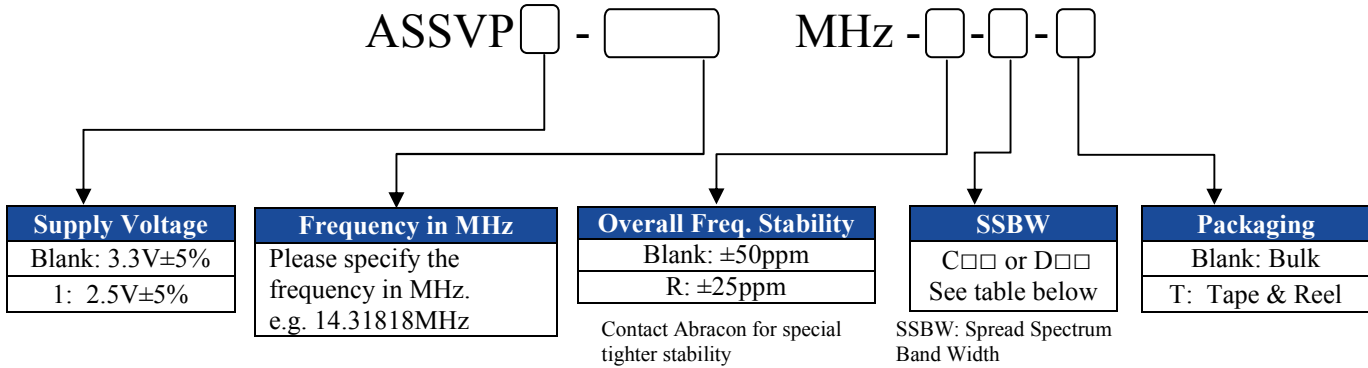 ASSVP□ - □ MHz -□-□-□
Supply Voltage
Blank: 3.3V±5%
1: 2.5V±5%
Frequency in MHz
Please specify the
frequency in MHz.
e.g. 14.31818MHz
Overall Freq. Stability
Blank: ±50ppm
R: ±25ppm
Contact Abracon for special
tighter stability
SSBW
C□□ or D□□
See table below
SSBW: Spread Spectrum
Band Width
Packaging
Blank: Bulk
T: Tape & Reel